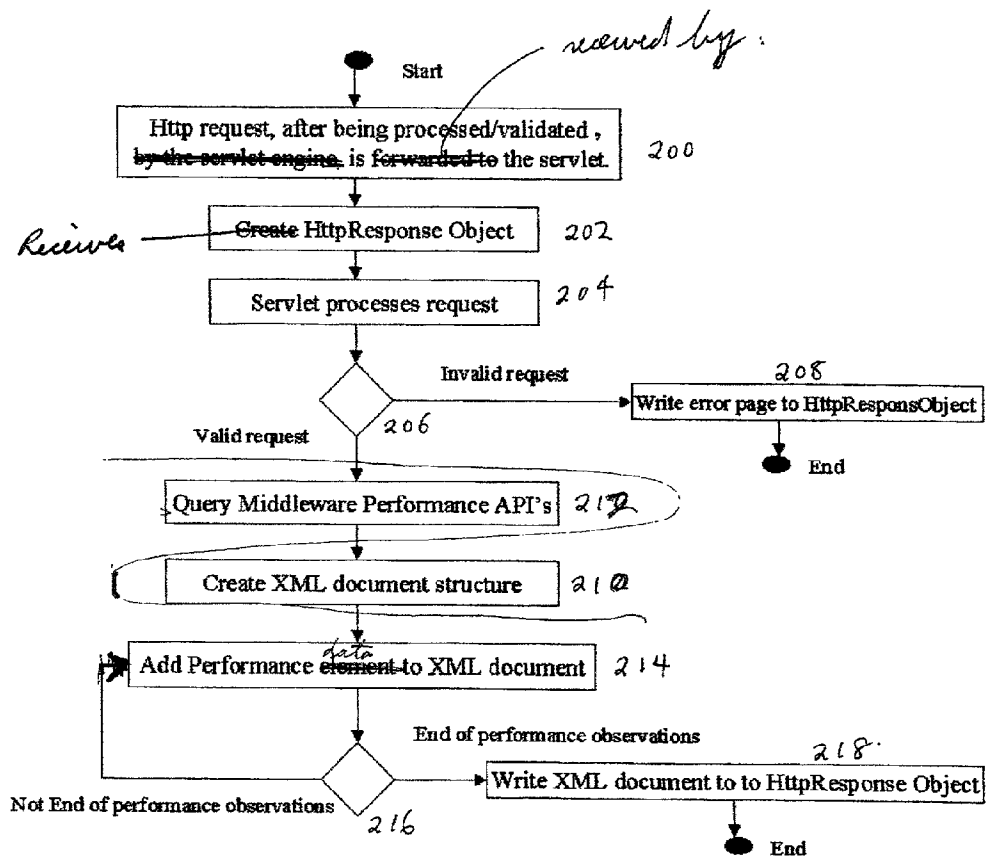 received by.
Start
Http request, after being processed/validated ,
by the servlet engine, is forwarded to the servlet.
200
Receives
Create HttpResponse Object
202
Servlet processes request
204
Invalid request
208
Write error page to HttpResponsObject
206
Valid request
End
Query Middleware Performance API's
212
Create XML document structure
210
data
Add Performance element to XML document
214
End of performance observations
218.
Write XML document to to HttpResponse Object
Not End of performance observations
216
End